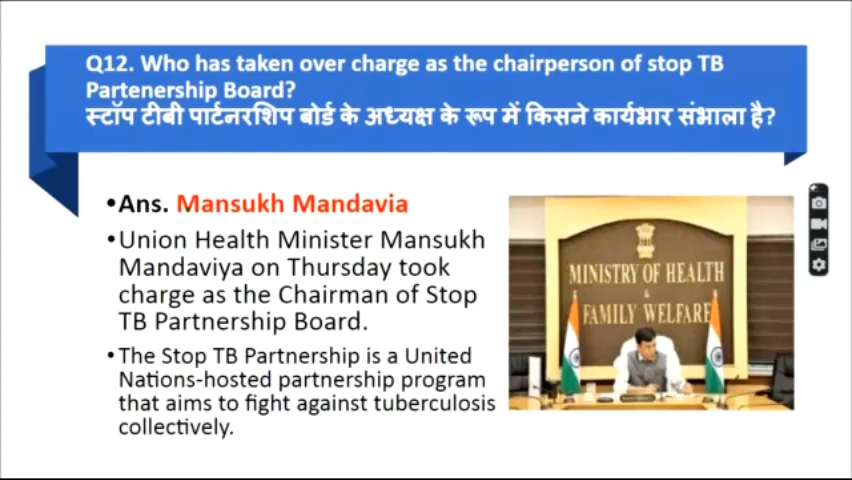 Q12. Who has taken over charge as the chairperson of stop TB
Partenership Board?
स्टॉप टीबी पार्टनरशिप बोर्ड के अध्यक्ष के रूप में किसने कार्यभार संभाला है?
•Ans. Mansukh Mandavia
•Union Health Minister Mansukh
Mandaviya on Thursday took
charge as the Chairman of Stop
TB Partnership Board.
•The Stop TB Partnership is a United
Nations-hosted partnership program
that aims to fight against tuberculosis
collectively.
MINISTRY OF HEALTH
&
FAMILY WELFARE